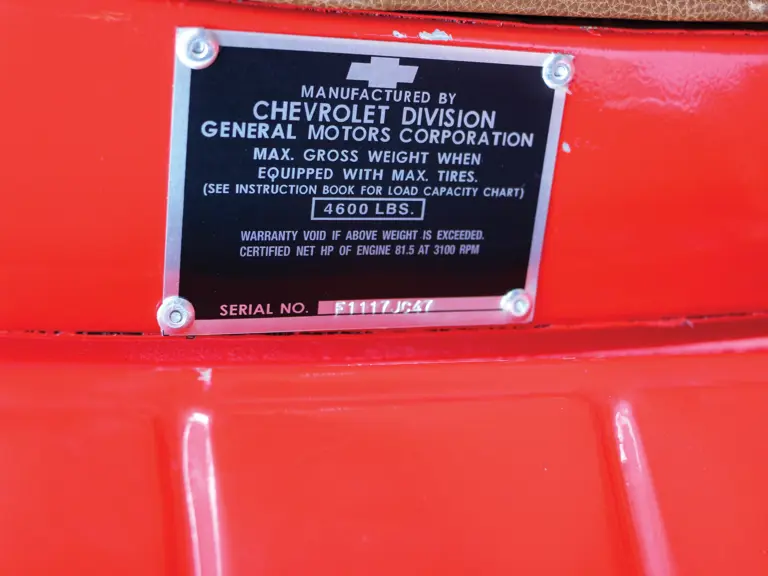 MANUFACTURED BY
CHEVROLET DIVISION
GENERAL MOTORS CORPORATION
MAX. GROSS WEIGHT WHEN
EQUIPPED WITH MAX. TIRES.
(SEE INSTRUCTION BOOK FOR LOAD CAPACITY CHART)
4600 LBS.
WARRANTY VOID IF ABOVE WEIGHT IS EXCEEDED.
CERTIFIED NET HP OF ENGINE 81.5 AT 3100 RPM
SERIAL NO.